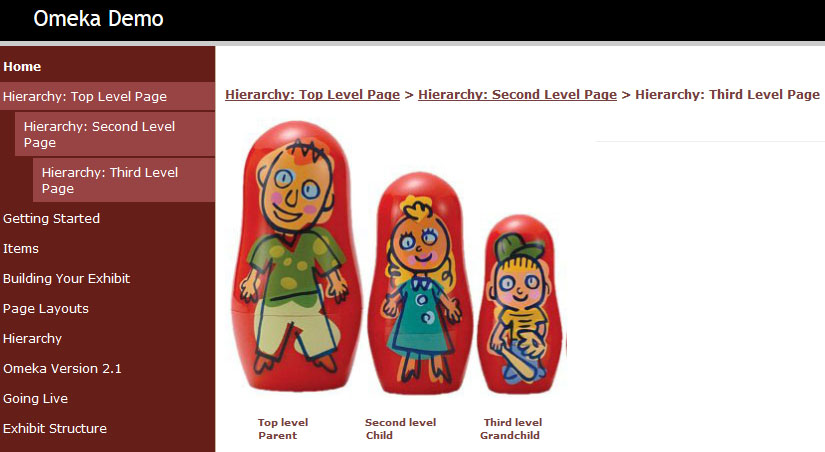 Omeka Demo
Home
Hierarchy: Top Level Page
Hierarchy: Second Level
Page
Hierarchy: Third Level
Page
Getting Started
Items
Building Your Exhibit
Page Layouts
Hierarchy
Omeka Version 2.1
Going Live
Exhibit Structure
Hierarchy: Top Level Page > Hierarchy: Second Level Page > Hierarchy: Third Level Page
Top level
Parent
Second level
Child
Third level
Grandchild